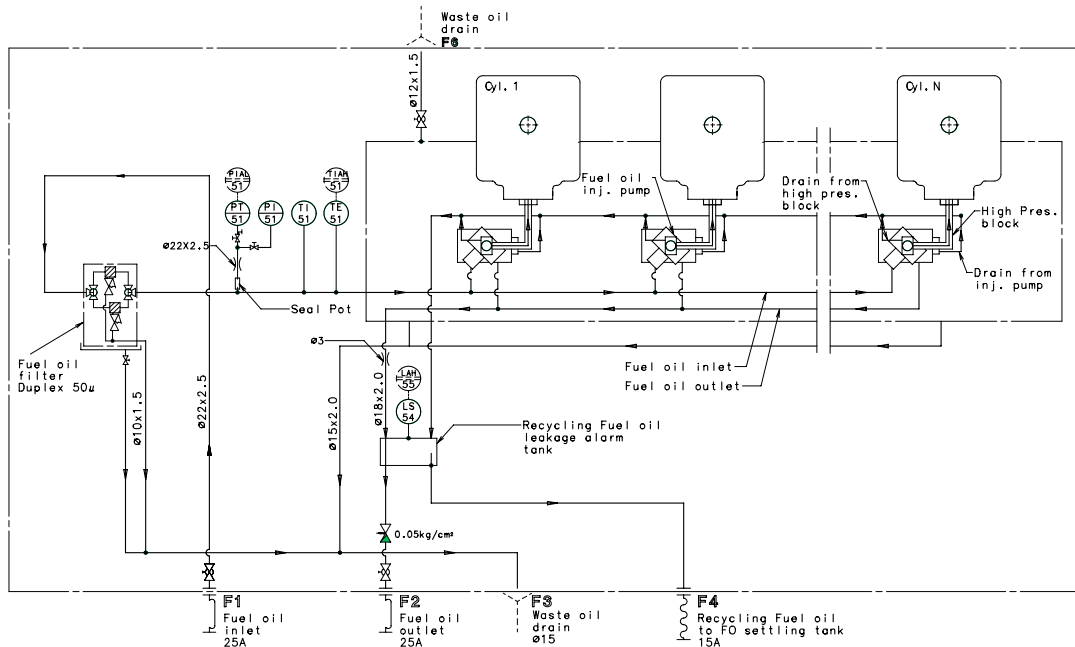 Waste oil
drain
F6
ø12x1.5
Cyl. 1
Cyl. N
Fuel oil
inj. pump
Drain from
high pres.
block
High Pres.
block
Drain from
inj. pump
PIAL
51
TIAH
51
PT
51
PI
51
TI
51
TE
51
ø22X2.5
Seal Pot
Fuel oil
filter
Duplex 50µ
ø10x1.5
ø22x2.5
ø3
ø15x2.0
ø18x2.0
LAH
55
LS
54
Fuel oil inlet
Fuel oil outlet
Recycling Fuel oil
leakage alarm
tank
0.05kg/cm²
F1
Fuel oil
inlet
25A
F2
Fuel oil
outlet
25A
F3
Waste oil
drain
ø15
F4
Recycling Fuel oil
to FO settling tank
15A